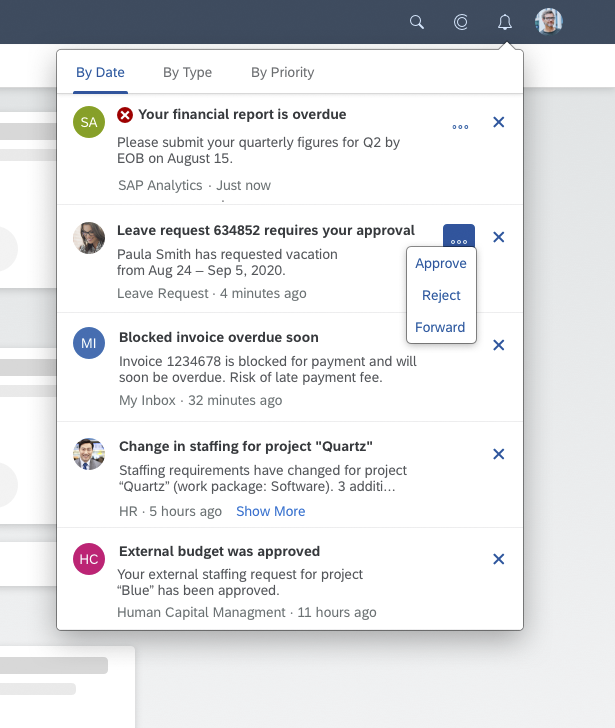 By Date By Type By Priority
SA
Your financial report is overdue
Please submit your quarterly figures for Q2 by
EOB on August 15.
SAP Analytics · Just now
Leave request 634852 requires your approval
Paula Smith has requested vacation
from Aug 24 – Sep 5, 2020.
Leave Request · 4 minutes ago
Approve
Reject
Forward
MI
Blocked invoice overdue soon
Invoice 1234678 is blocked for payment and will
soon be overdue. Risk of late payment fee.
My Inbox · 32 minutes ago
Change in staffing for project "Quartz"
Staffing requirements have changed for project
“Quartz” (work package: Software). 3 additi...
HR · 5 hours ago Show More
HC
External budget was approved
Your external staffing request for project
“Blue” has been approved.
Human Capital Managment · 11 hours ago